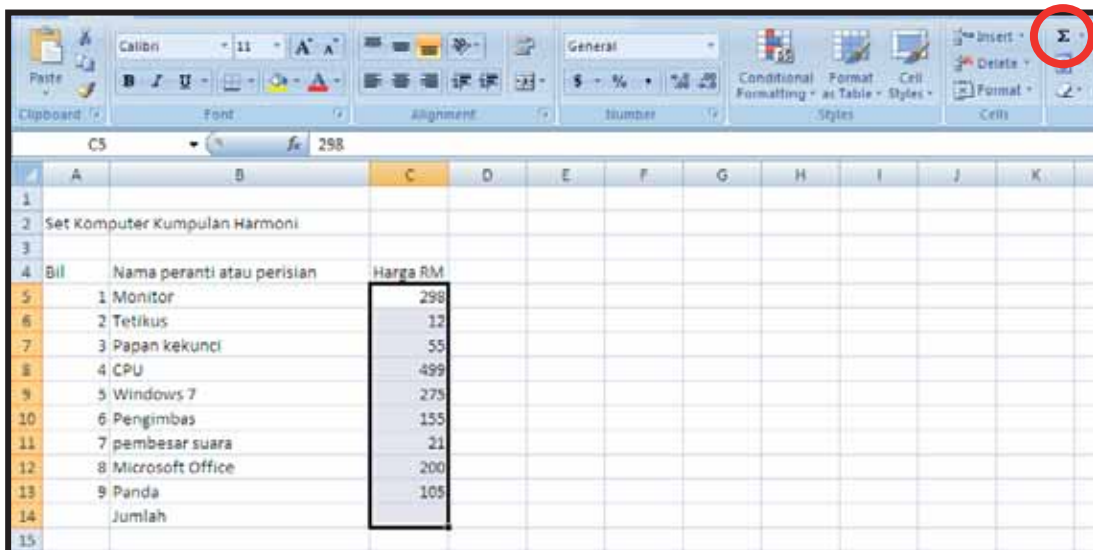 Calibri 11 A A General Insert Σ
Paste B I U A $ % , Conditional Format Cell Delete
Formatting as Table Styles Format
Clipboard Font Alignment Number Styles Cells
C5 fx 298
A B C D E F G H I J K
1
2 Set Komputer Kumpulan Harmoni
3
4 Bil Nama peranti atau perisian Harga RM
5 1 Monitor 298
6 2 Tetikus 12
7 3 Papan kekunci 55
8 4 CPU 499
9 5 Windows 7 275
10 6 Pengimbas 155
11 7 pembesar suara 21
12 8 Microsoft Office 200
13 9 Panda 105
14 Jumlah
15